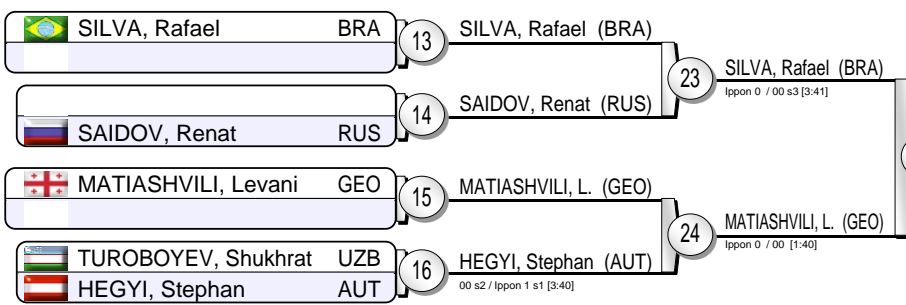 SILVA, Rafael BRA
13
SILVA, Rafael (BRA)
SAIDOV, Renat RUS
14
SAIDOV, Renat (RUS)
23
SILVA, Rafael (BRA)
Ippon 0 / 00 s3 [3:41]
MATIASHVILI, Levani GEO
15
MATIASHVILI, L. (GEO)
TUROBOYEV, Shukhrat UZB
HEGYI, Stephan AUT
16
HEGYI, Stephan (AUT)
00 s2 / Ippon 1 s1 [3:40]
24
MATIASHVILI, L. (GEO)
Ippon 0 / 00 [1:40]